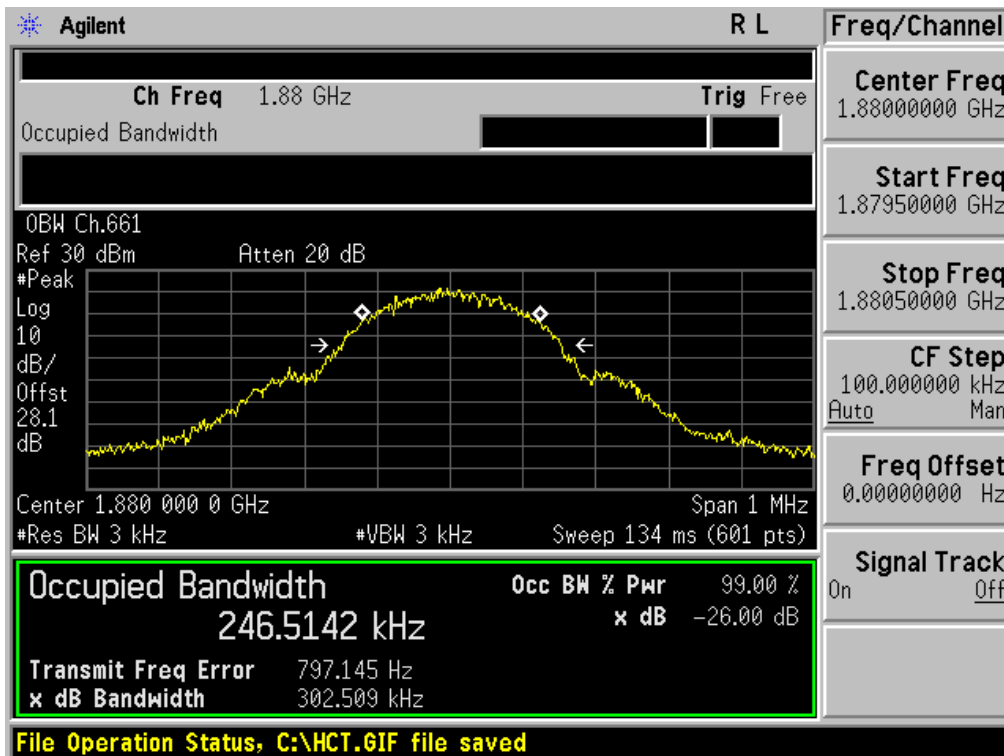 Agilent R L Freq/Channel
Ch Freq 1.88 GHz Trig Free
Occupied Bandwidth
Center Freq
1.88000000 GHz
Start Freq
1.87950000 GHz
Stop Freq
1.88050000 GHz
CF Step
100.000000 kHz
Auto Man
Freq Offset
0.00000000 Hz
Signal Track
On Off
OBW Ch.661
Ref 30 dBm Atten 20 dB
#Peak
Log
10
dB/
Offst
28.1
dB
Center 1.880 000 0 GHz Span 1 MHz
#Res BW 3 kHz #VBW 3 kHz Sweep 134 ms (601 pts)
Occupied Bandwidth Occ BW % Pwr 99.00 %
246.5142 kHz x dB -26.00 dB
Transmit Freq Error 797.145 Hz
x dB Bandwidth 302.509 kHz
File Operation Status, C:\HCT.GIF file saved